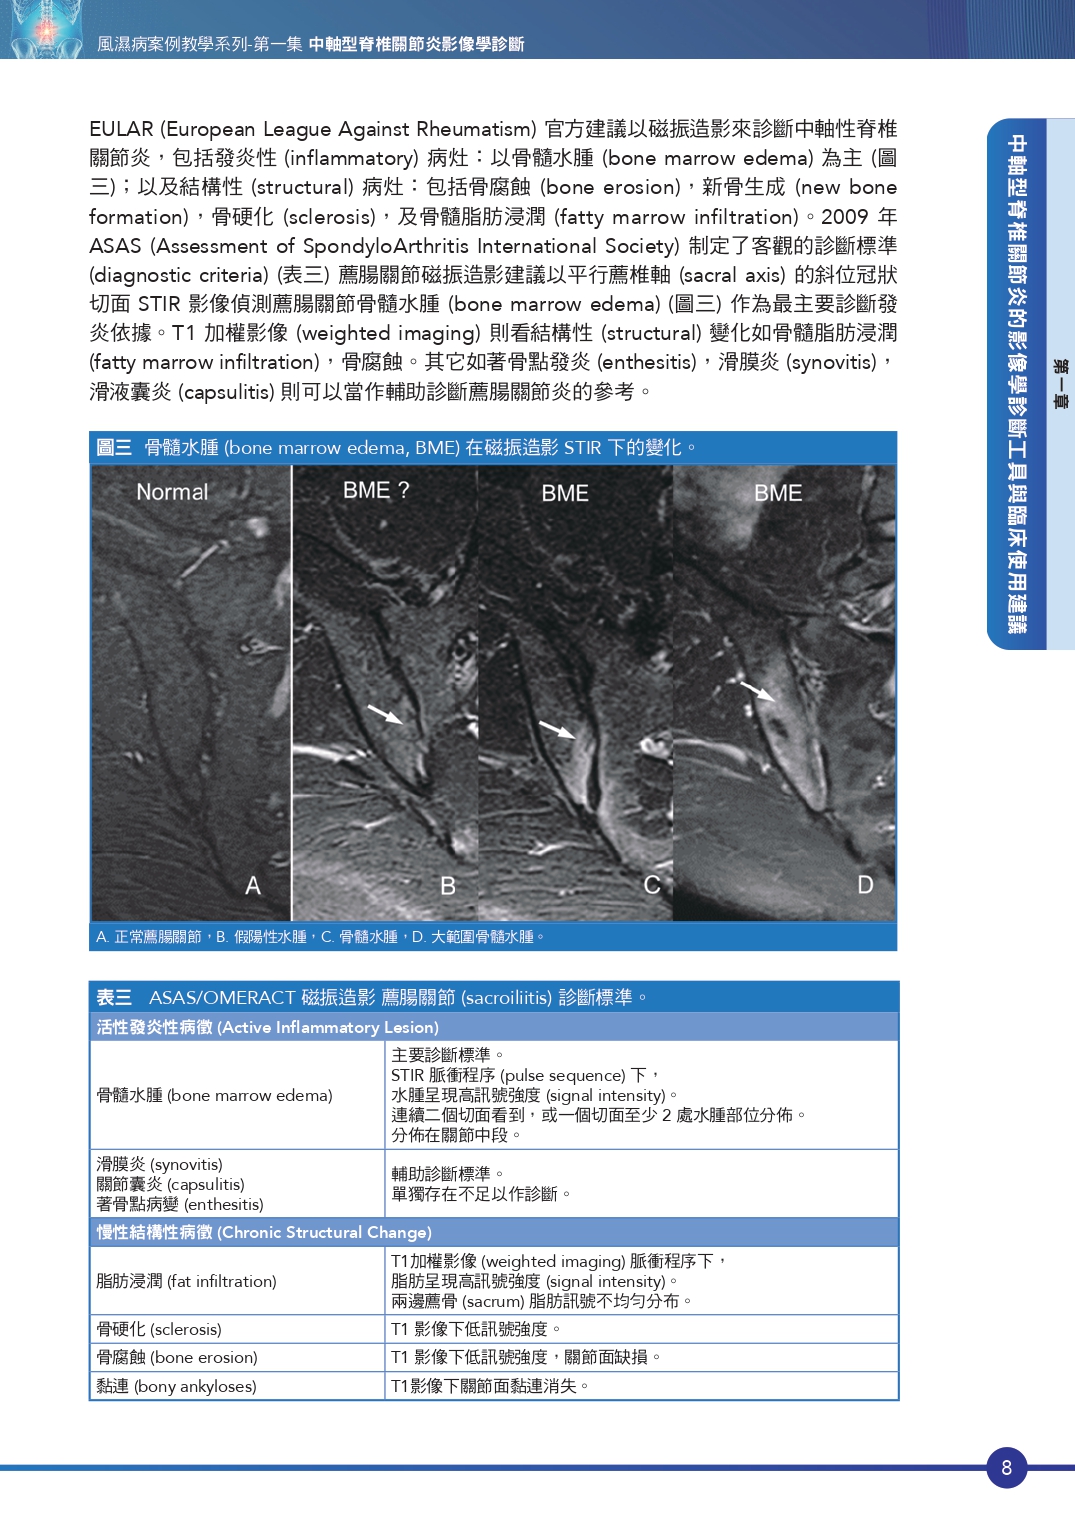 風濕病案例教學系列-第一集 中軸型脊椎關節炎影像學診斷
EULAR (European League Against Rheumatism) 官方建議以磁振造影來診斷中軸性脊椎
關節炎，包括發炎性 (inflammatory) 病灶：以骨髓水腫 (bone marrow edema) 為主 (圖
三)；以及結構性 (structural) 病灶：包括骨腐蝕 (bone erosion)，新骨生成 (new bone
formation)，骨硬化 (sclerosis)，及骨髓脂肪浸潤 (fatty marrow infiltration)。2009 年
ASAS (Assessment of SpondyloArthritis International Society) 制定了客觀的診斷標準
(diagnostic criteria) (表三) 薦腸關節磁振造影建議以平行薦椎軸 (sacral axis) 的斜位冠狀
切面 STIR 影像偵測薦腸關節骨髓水腫 (bone marrow edema) (圖三) 作為最主要診斷發
炎依據。T1 加權影像 (weighted imaging) 則看結構性 (structural) 變化如骨髓脂肪浸潤
(fatty marrow infiltration)，骨腐蝕。其它如著骨點發炎 (enthesitis)，滑膜炎 (synovitis)，
滑液囊炎 (capsulitis) 則可以當作輔助診斷薦腸關節炎的參考。
圖三 骨髓水腫 (bone marrow edema, BME) 在磁振造影 STIR 下的變化。
Normal
BME ?
BME
BME
A
B
C
D
A. 正常薦腸關節，B. 假陽性水腫，C. 骨髓水腫，D. 大範圍骨髓水腫。
表三 ASAS/OMERACT 磁振造影 薦腸關節 (sacroiliitis) 診斷標準。
活性發炎性病徵 (Active Inflammatory Lesion)
骨髓水腫 (bone marrow edema)
主要診斷標準。
STIR 脈衝程序 (pulse sequence) 下，
水腫呈現高訊號強度 (signal intensity)。
連續二個切面看到，或一個切面至少 2 處水腫部位分佈。
分佈在關節中段。
滑膜炎 (synovitis)
關節囊炎 (capsulitis)
著骨點病變 (enthesitis)
輔助診斷標準。
單獨存在不足以作診斷。
慢性結構性病徵 (Chronic Structural Change)
脂肪浸潤 (fat infiltration)
T1加權影像 (weighted imaging) 脈衝程序下，
脂肪呈現高訊號強度 (signal intensity)。
兩邊薦骨 (sacrum) 脂肪訊號不均勻分布。
骨硬化 (sclerosis)
T1 影像下低訊號強度。
骨腐蝕 (bone erosion)
T1 影像下低訊號強度，關節面缺損。
黏連 (bony ankyloses)
T1影像下關節面黏連消失。
第一章
中軸型脊椎關節炎的影像學診斷工具與臨床使用建議
8